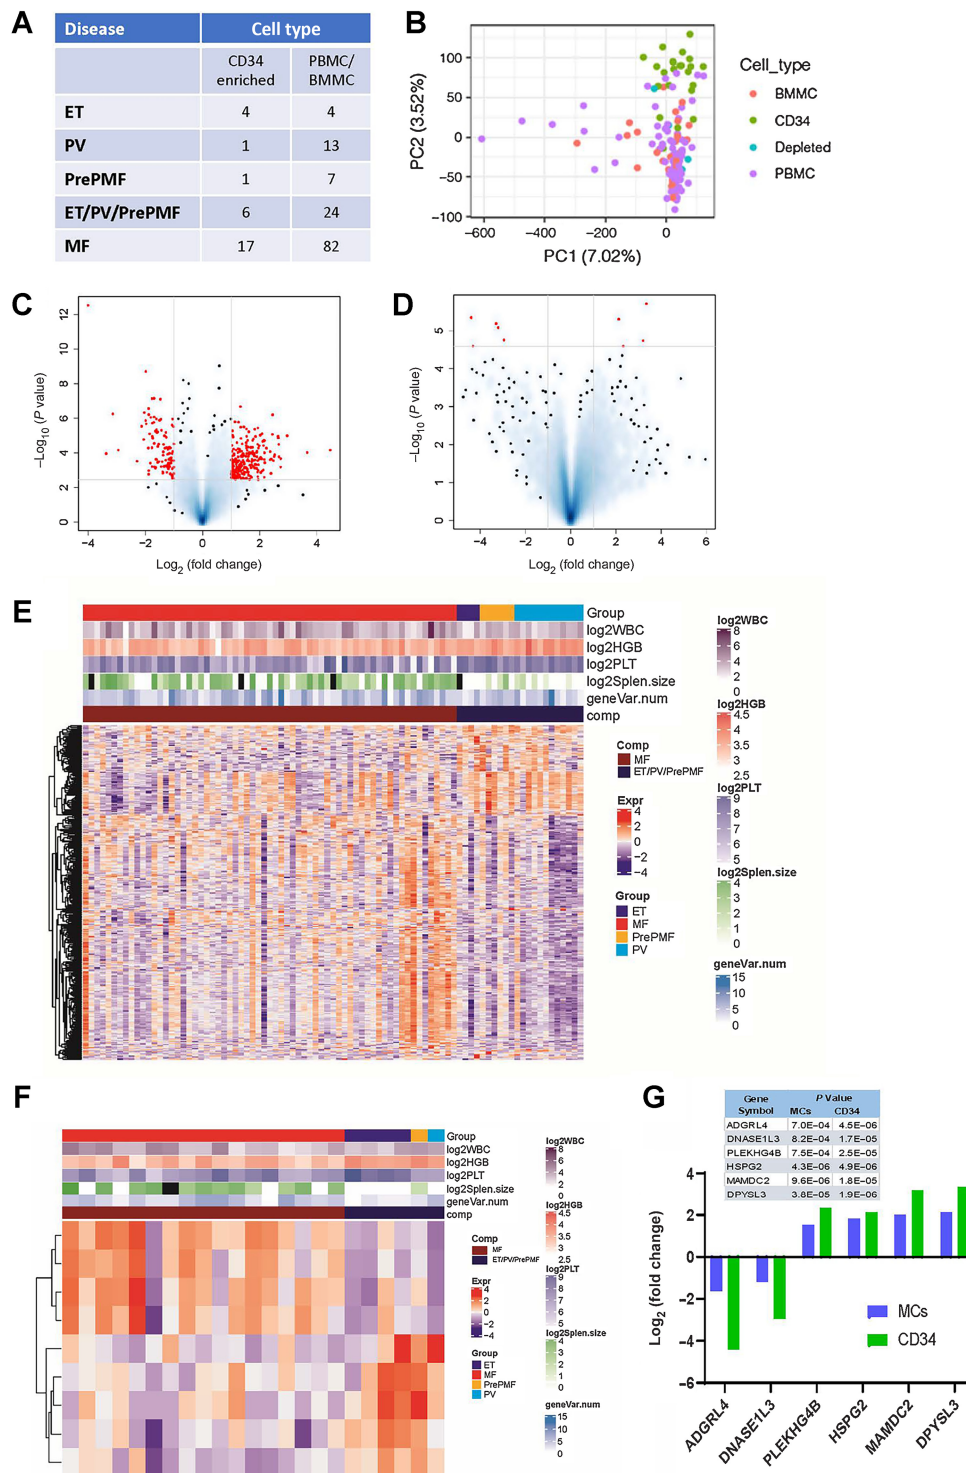 A
Disease Cell type
CD34 enriched PBMC/ BMMC
ET 4 4
PV 1 13
PrePMF 1 7
ET/PV/PrePMF 6 24
MF 17 82
B
PC2 (3.52%)
100
50
0
−50
−100
−600 −400 −200 0
PC1 (7.02%)
Cell_type
BMMC
CD34
Depleted
PBMC
C
−Log10 (P value)
12
10
8
6
4
2
0
−4 −2 0 2 4
Log2 (fold change)
D
−Log10 (P value)
5
4
3
2
1
0
−4 −2 0 2 4 6
Log2 (fold change)
E
Group
log2WBC
log2HGB
log2PLT
log2Splen.size
geneVar.num
comp
Comp
MF
ET/PV/PrePMF
Expr
4
2
0
−2
−4
Group
ET
MF
PrePMF
PV
log2WBC
8
6
4
2
0
log2HGB
4.5
4
3.5
3
2.5
log2PLT
9
8
7
6
5
log2Splen.size
4
3
2
1
0
geneVar.num
15
10
5
0
F
Group
log2WBC
log2HGB
log2PLT
log2Splen.size
geneVar.num
comp
Comp
MF
ET/PV/PrePMF
Expr
4
2
0
−2
−4
Group
ET
MF
PrePMF
PV
log2WBC
8
6
4
2
0
log2HGB
4.5
4
3.5
3
2.5
log2PLT
9
8
7
6
5
log2Splen.size
4
3
2
1
0
geneVar.num
15
10
5
0
G
Gene Symbol P Value
MCs CD34
ADGRL4 7.0E−04 4.5E−06
DNASE1L3 8.2E−04 1.7E−05
PLEKHG4B 7.5E−04 2.5E−05
HSPG2 4.3E−06 4.9E−06
MAMDC2 9.6E−06 1.8E−05
DPYSL3 3.8E−05 1.9E−06
Log2 (fold change)
4
2
0
−2
−4
−6
MCs
CD34
ADGRL4
DNASE1L3
PLEKHG4B
HSPG2
MAMDC2
DPYSL3